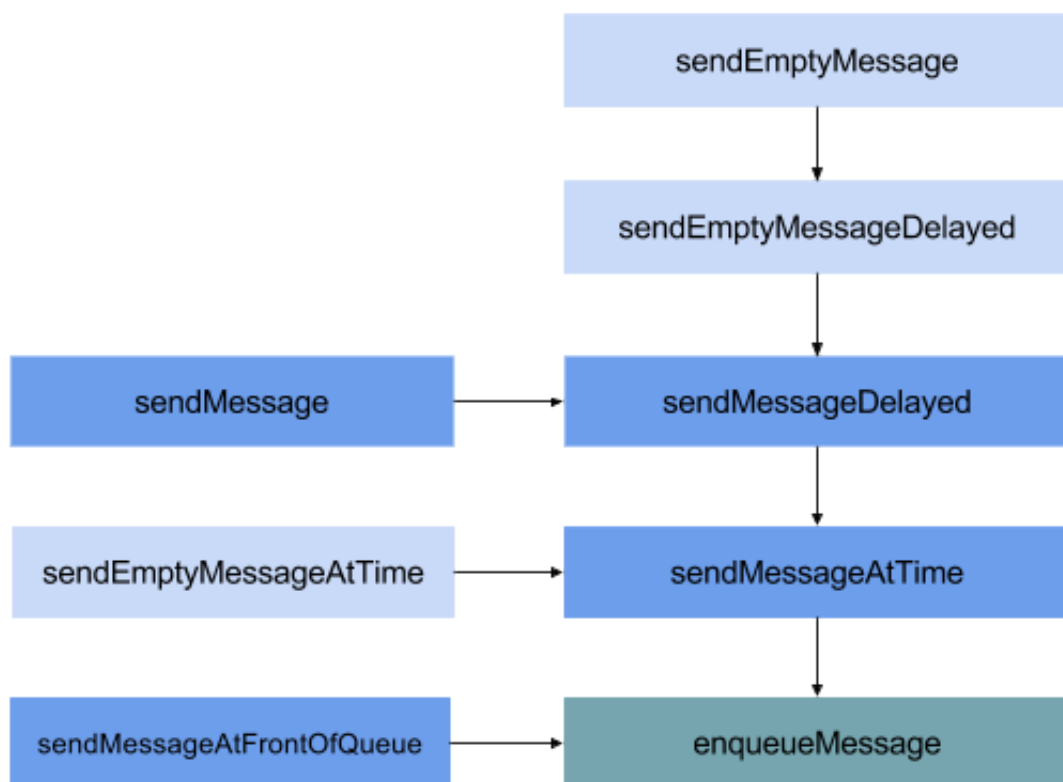 sendEmptyMessage
sendEmptyMessageDelayed
sendMessage
sendMessageDelayed
sendEmptyMessageAtTime
sendMessageAtTime
sendMessageAtFrontOfQueue
enqueueMessage